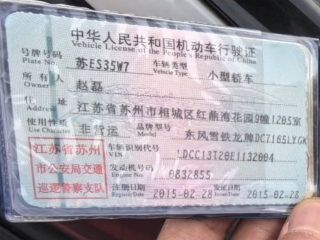 中华人民共和国机动车行驶证
Vehicle License of the People's Republic of China
号牌号码 Plate No. 苏ES35W7 车辆类型 Vehicle Type 小型轿车
所有人 Owner 赵磊
住址 Address 江苏省苏州市相城区红鼎湾花园9幢1205室
使用性质 Use Character 非营运 品牌型号 Model 东风雪铁龙牌DC7165LYGK
江苏省苏州 车辆识别代号 VIN LDCC13T20E1132004
市公安局交通 发动机号码 Engine No. 0832855
巡逻警察支队 注册日期 Register Date 2015-02-28 发证日期 Issue Date 2015-02-28